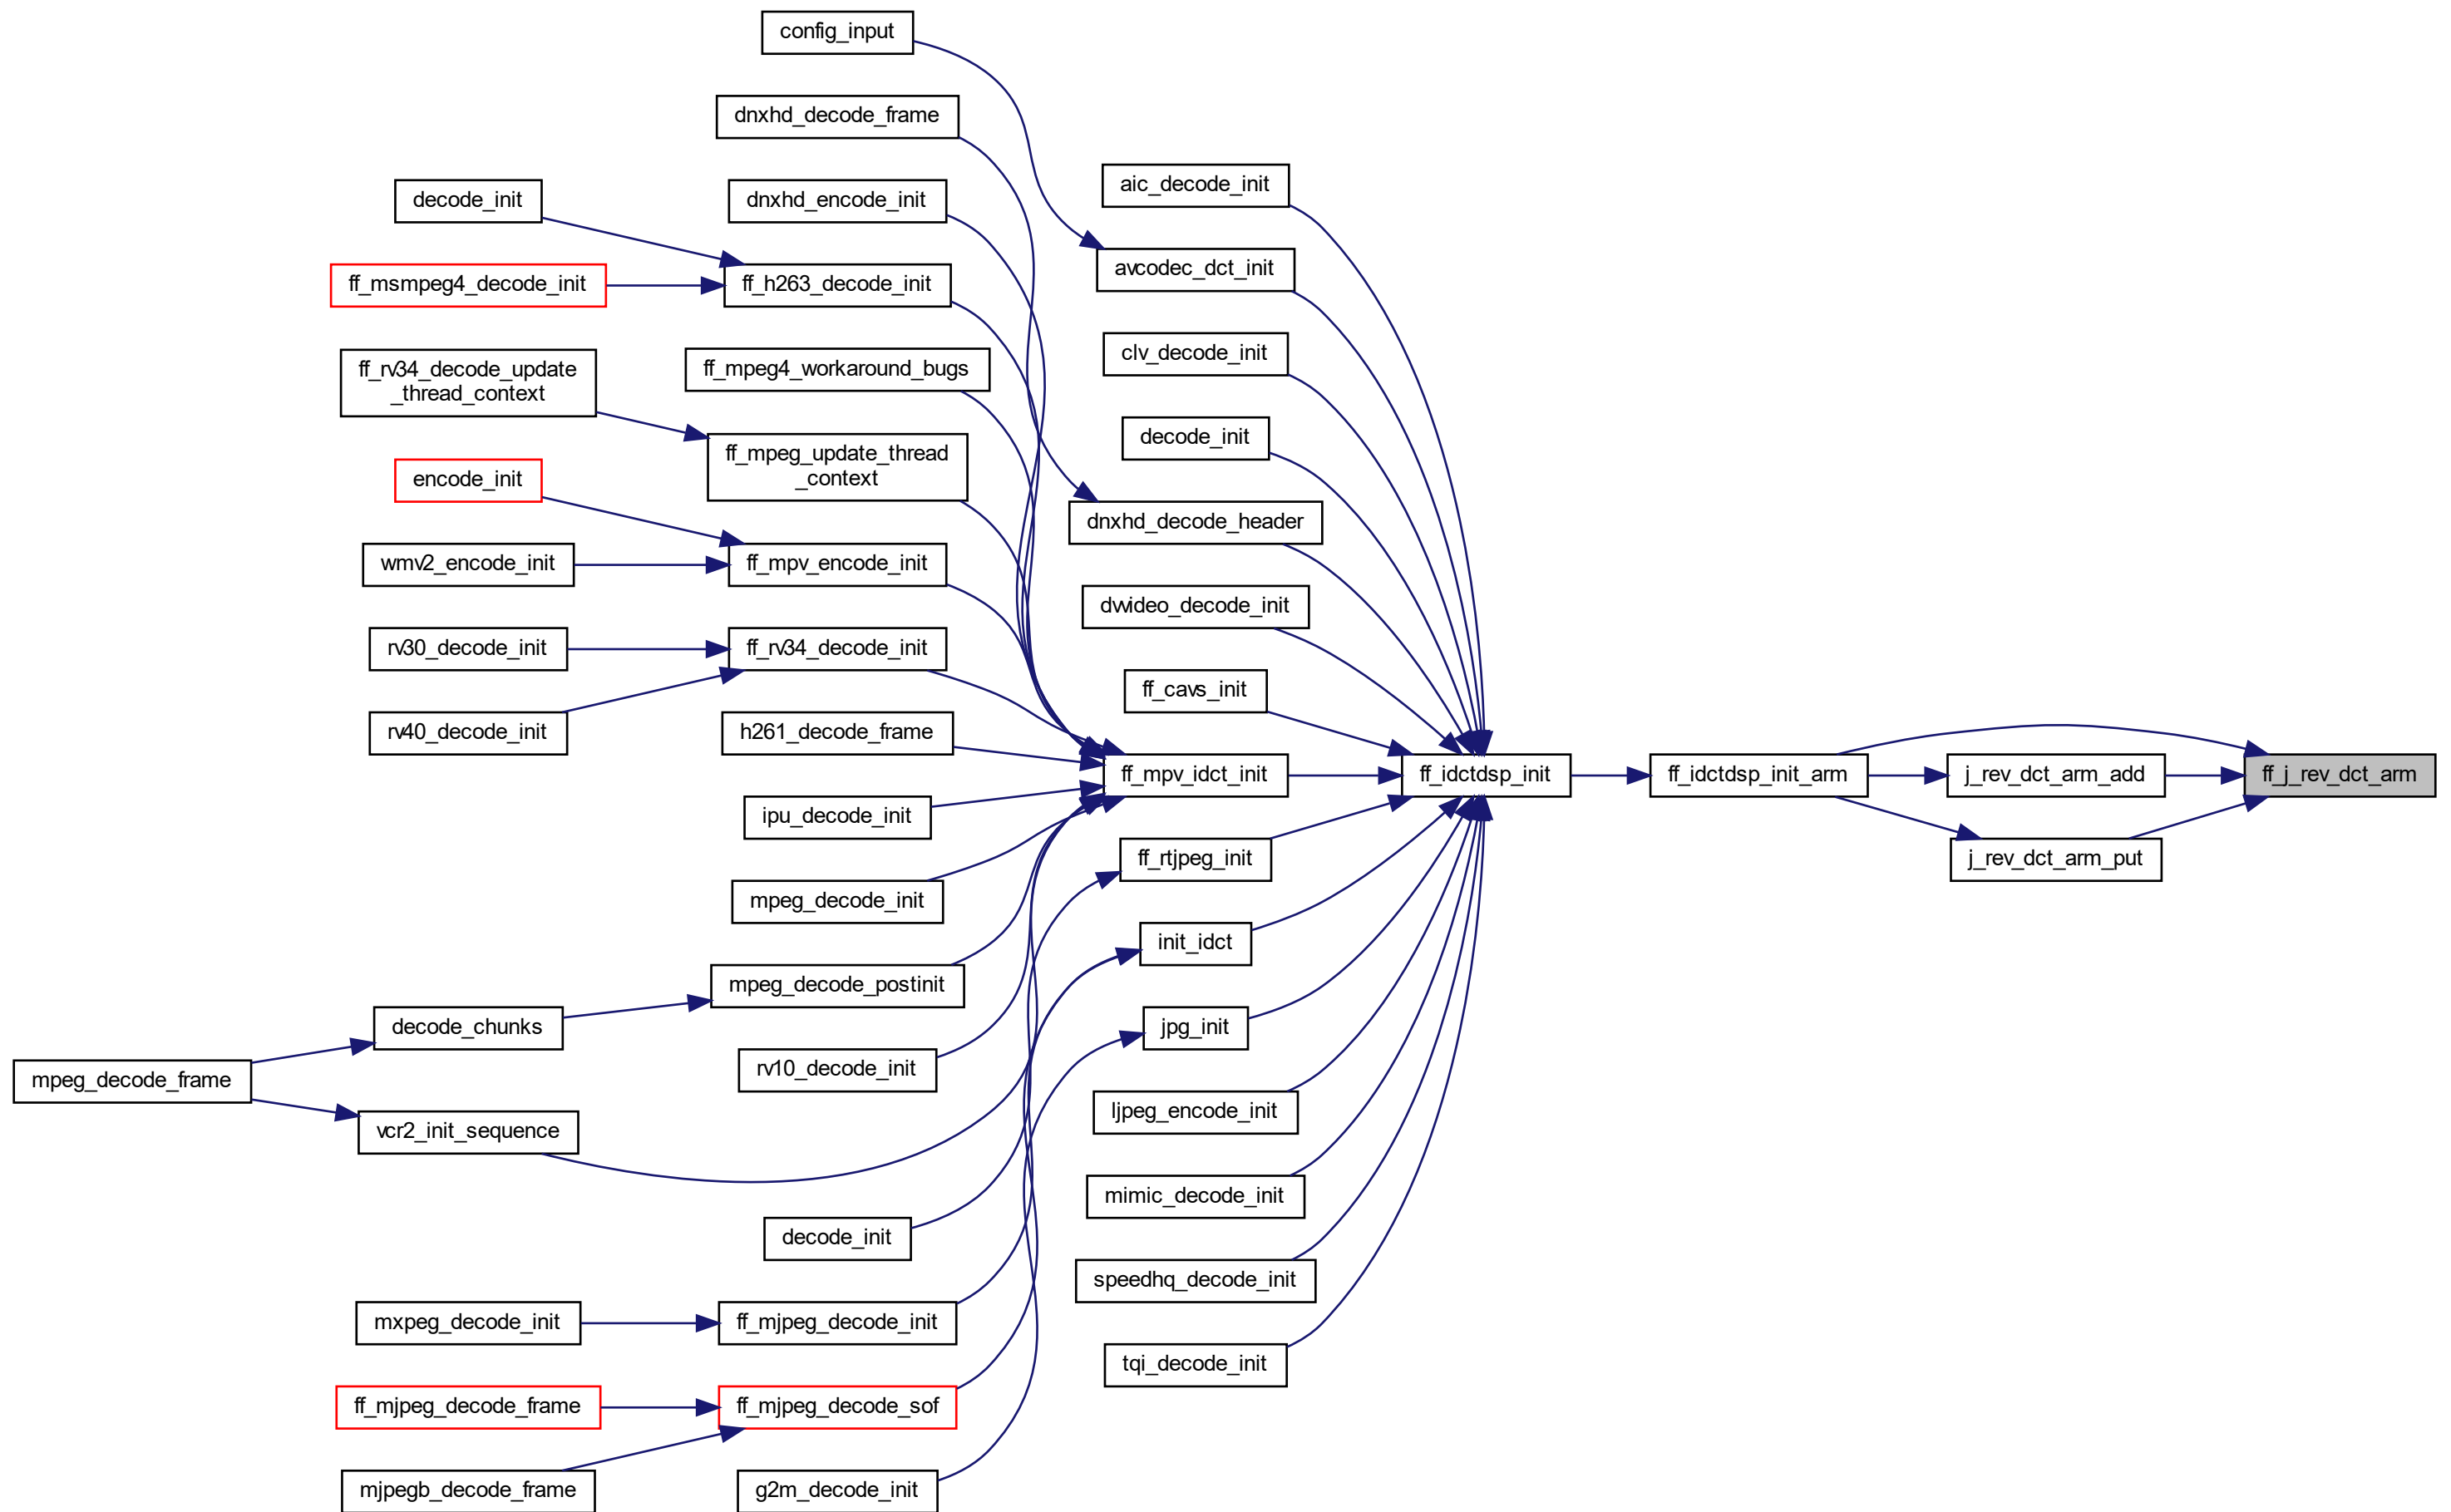 config_input
dnxhd_decode_frame
aic_decode_init
decode_init
dnxhd_encode_init
avcodec_dct_init
ff_msmpeg4_decode_init
ff_h263_decode_init
clv_decode_init
ff_rv34_decode_update
_thread_context
ff_mpeg4_workaround_bugs
decode_init
ff_mpeg_update_thread
_context
encode_init
dnxhd_decode_header
wmv2_encode_init
ff_mpv_encode_init
dwideo_decode_init
rv30_decode_init
ff_rv34_decode_init
ff_cavs_init
rv40_decode_init
h261_decode_frame
ff_mpv_idct_init
ff_idctdsp_init
ff_idctdsp_init_arm
j_rev_dct_arm_add
ff_j_rev_dct_arm
ipu_decode_init
ff_rtjpeg_init
j_rev_dct_arm_put
mpeg_decode_init
init_idct
mpeg_decode_postinit
decode_chunks
jpg_init
mpeg_decode_frame
rv10_decode_init
ljpeg_encode_init
vcr2_init_sequence
mimic_decode_init
decode_init
speedhq_decode_init
mxpeg_decode_init
ff_mjpeg_decode_init
tqi_decode_init
ff_mjpeg_decode_frame
ff_mjpeg_decode_sof
mjpegb_decode_frame
g2m_decode_init